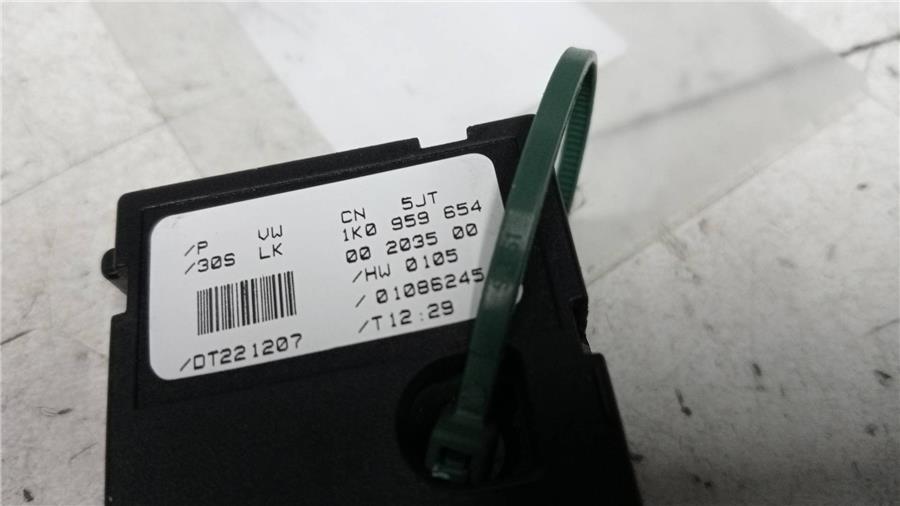 /P VW CN 5JT
/30S LK 1K0 959 654
00 2035 00
/HW 0105
/ 01086245
/DT221207 /T12:29